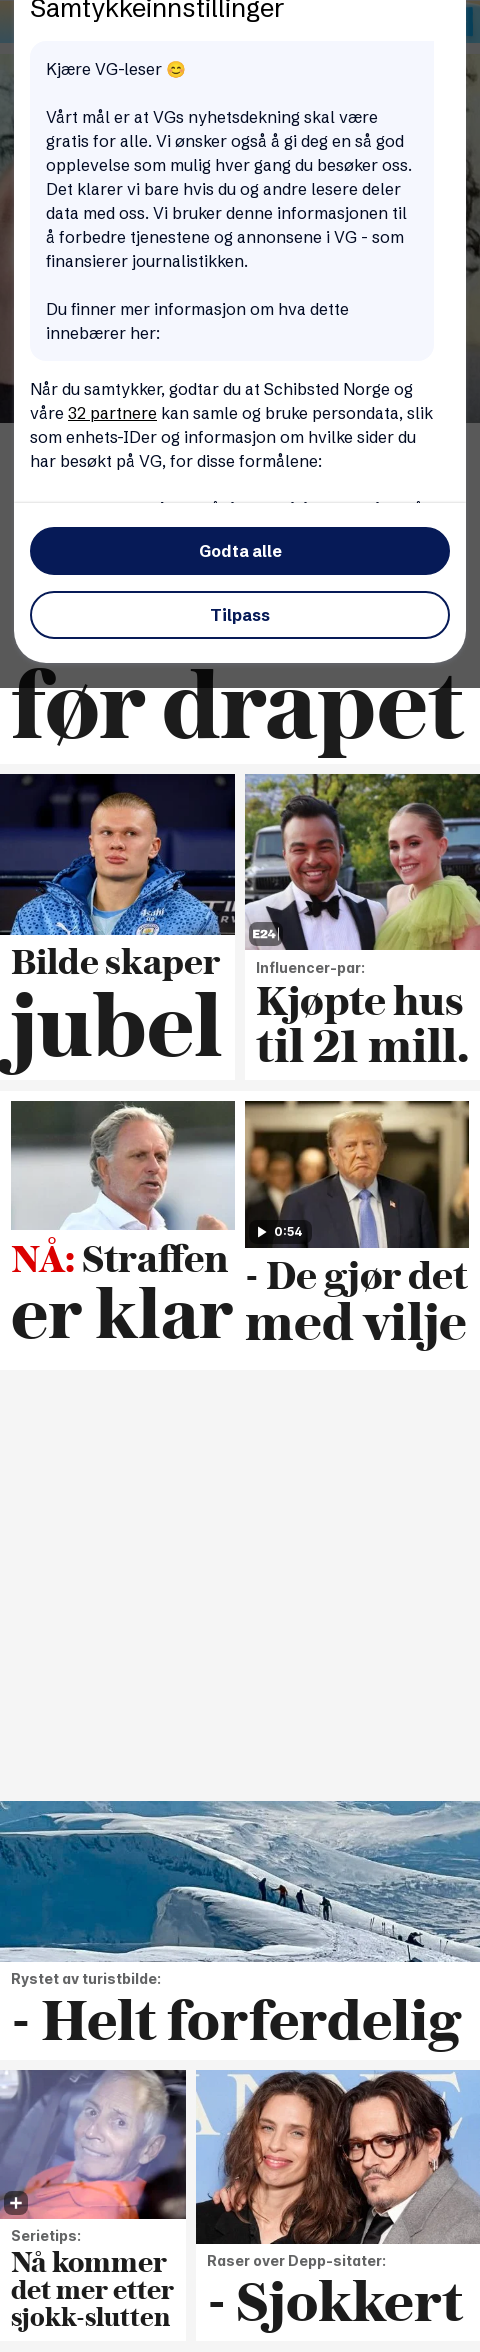 Samtykkeinnstillinger
Kjære VG-leser 😊
Vårt mål er at VGs nyhetsdekning skal være
gratis for alle. Vi ønsker også å gi deg en så god
opplevelse som mulig hver gang du besøker oss.
Det klarer vi bare hvis du og andre lesere deler
data med oss. Vi bruker denne informasjonen til
å forbedre tjenestene og annonsene i VG - som
finansierer journalistikken.
Du finner mer informasjon om hva dette
innebærer her:
Når du samtykker, godtar du at Schibsted Norge og
våre 32 partnere kan samle og bruke persondata, slik
som enhets-IDer og informasjon om hvilke sider du
har besøkt på VG, for disse formålene:
Godta alle
Tilpass
før drapet
Bilde skaper
jubel
E24
Influencer-par:
Kjøpte hus
til 21 mill.
NÅ: Straffen
er klar
0:54
- De gjør det
med vilje
Rystet av turistbilde:
- Helt forferdelig
Serietips:
Nå kommer
det mer etter
sjokk-slutten
Raser over Depp-sitater:
- Sjokkert